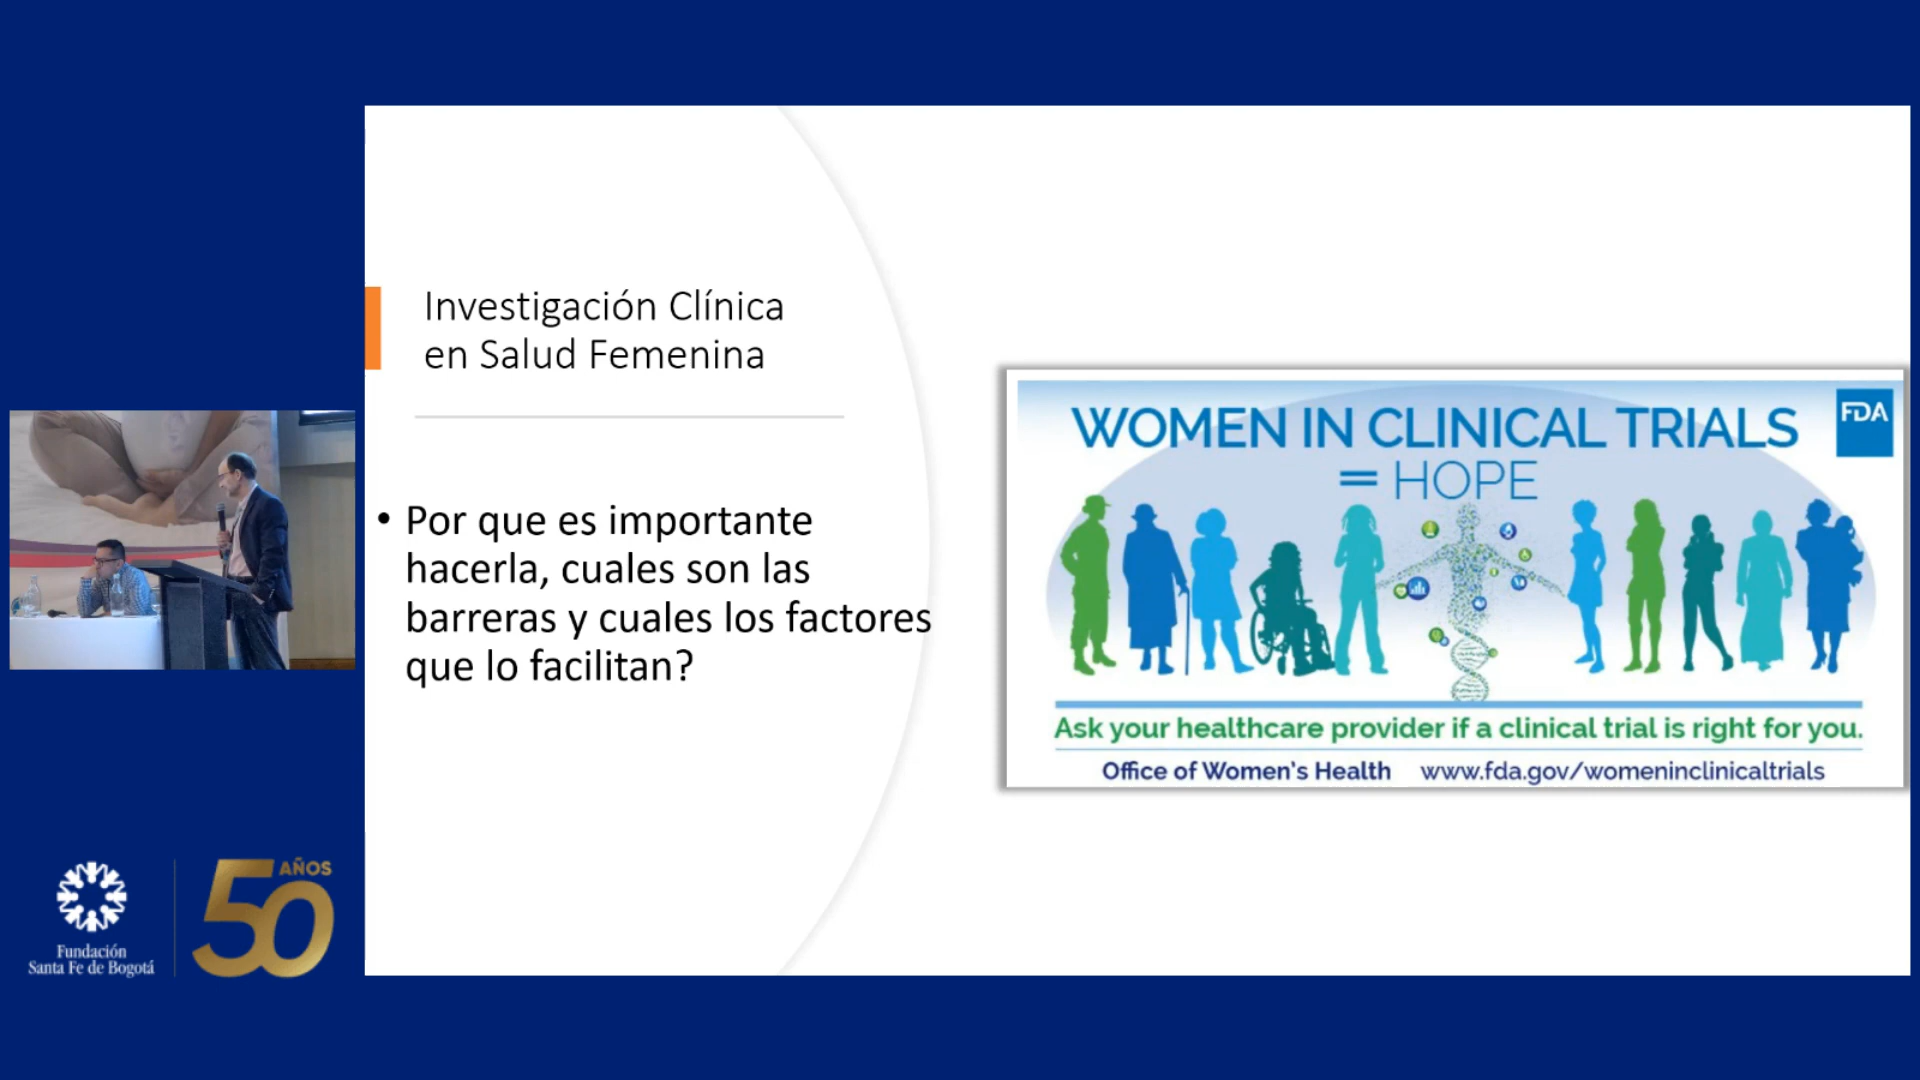 Investigación Clínica
en Salud Femenina
• Por que es importante
hacerla, cuales son las
barreras y cuales los factores
que lo facilitan?
WOMEN IN CLINICAL TRIALS
= HOPE
FDA
Ask your healthcare provider if a clinical trial is right for you.
Office of Women's Health www.fda.gov/womeninclinicaltrials
Fundación
Santa Fe de Bogotá
50 AÑOS